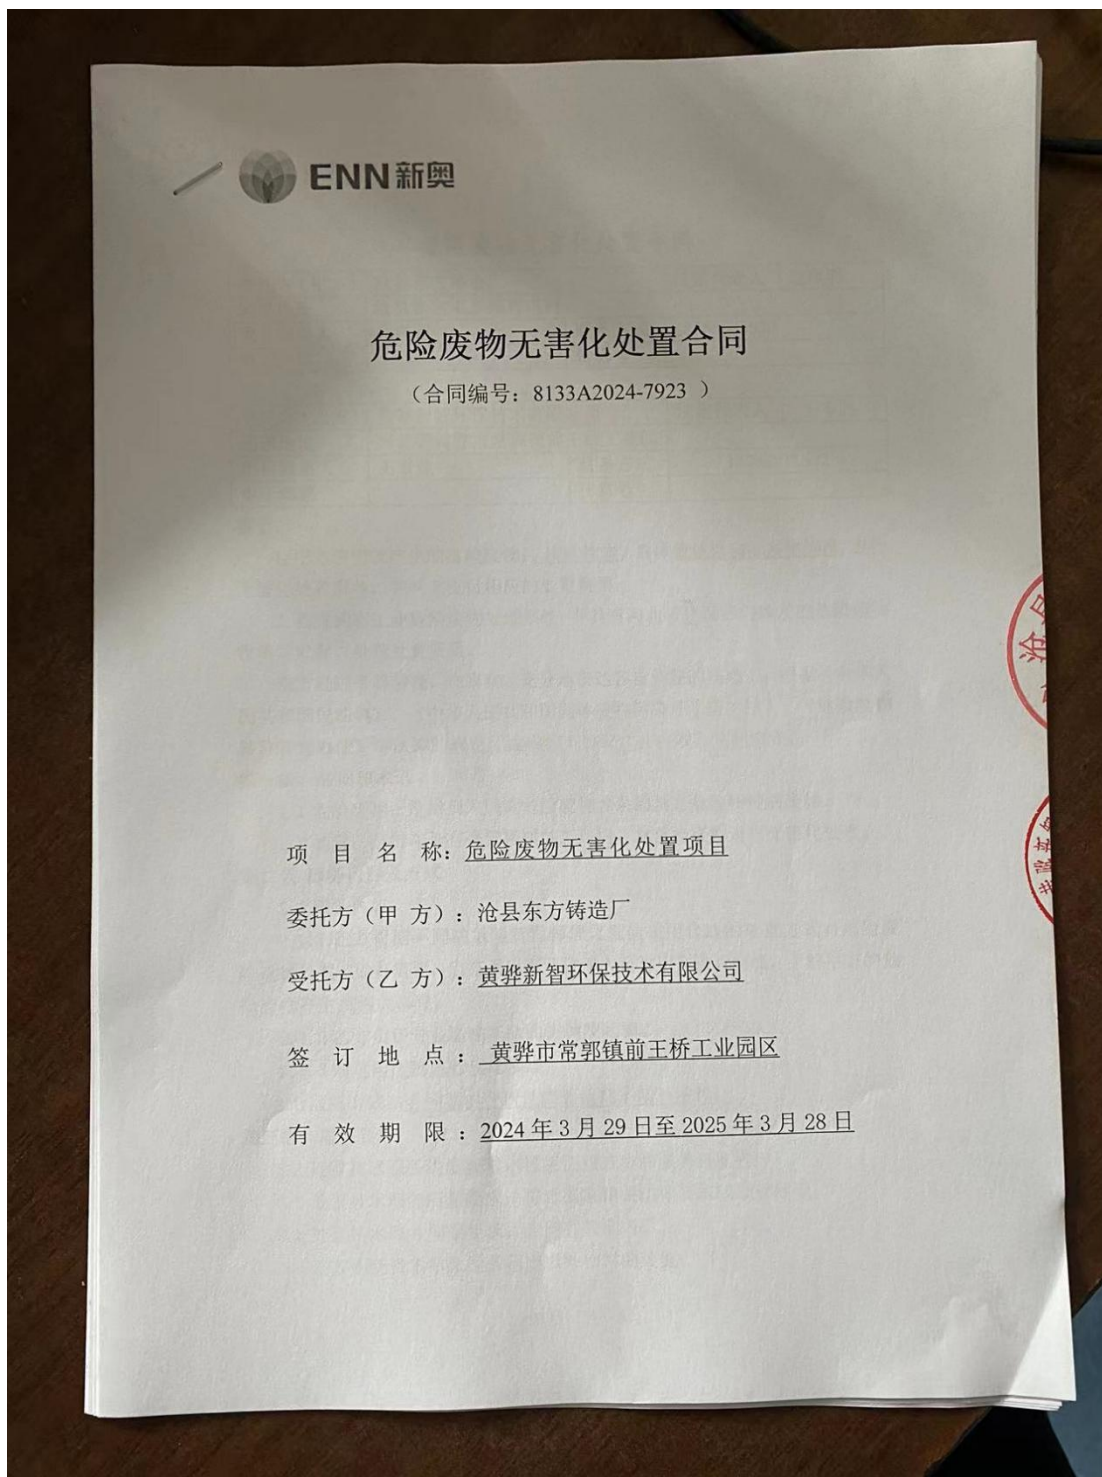 ENN新奥
危险废物无害化处置合同
（合同编号：8133A2024-7923 ）
项 目 名 称：危险废物无害化处置项目
委托方（甲 方）：沧县东方铸造厂
受托方（乙 方）：黄骅新智环保技术有限公司
签 订 地 点 ：黄骅市常郭镇前王桥工业园区
有 效 期 限 ：2024 年 3 月 29 日至 2025 年 3 月 28 日
沧县